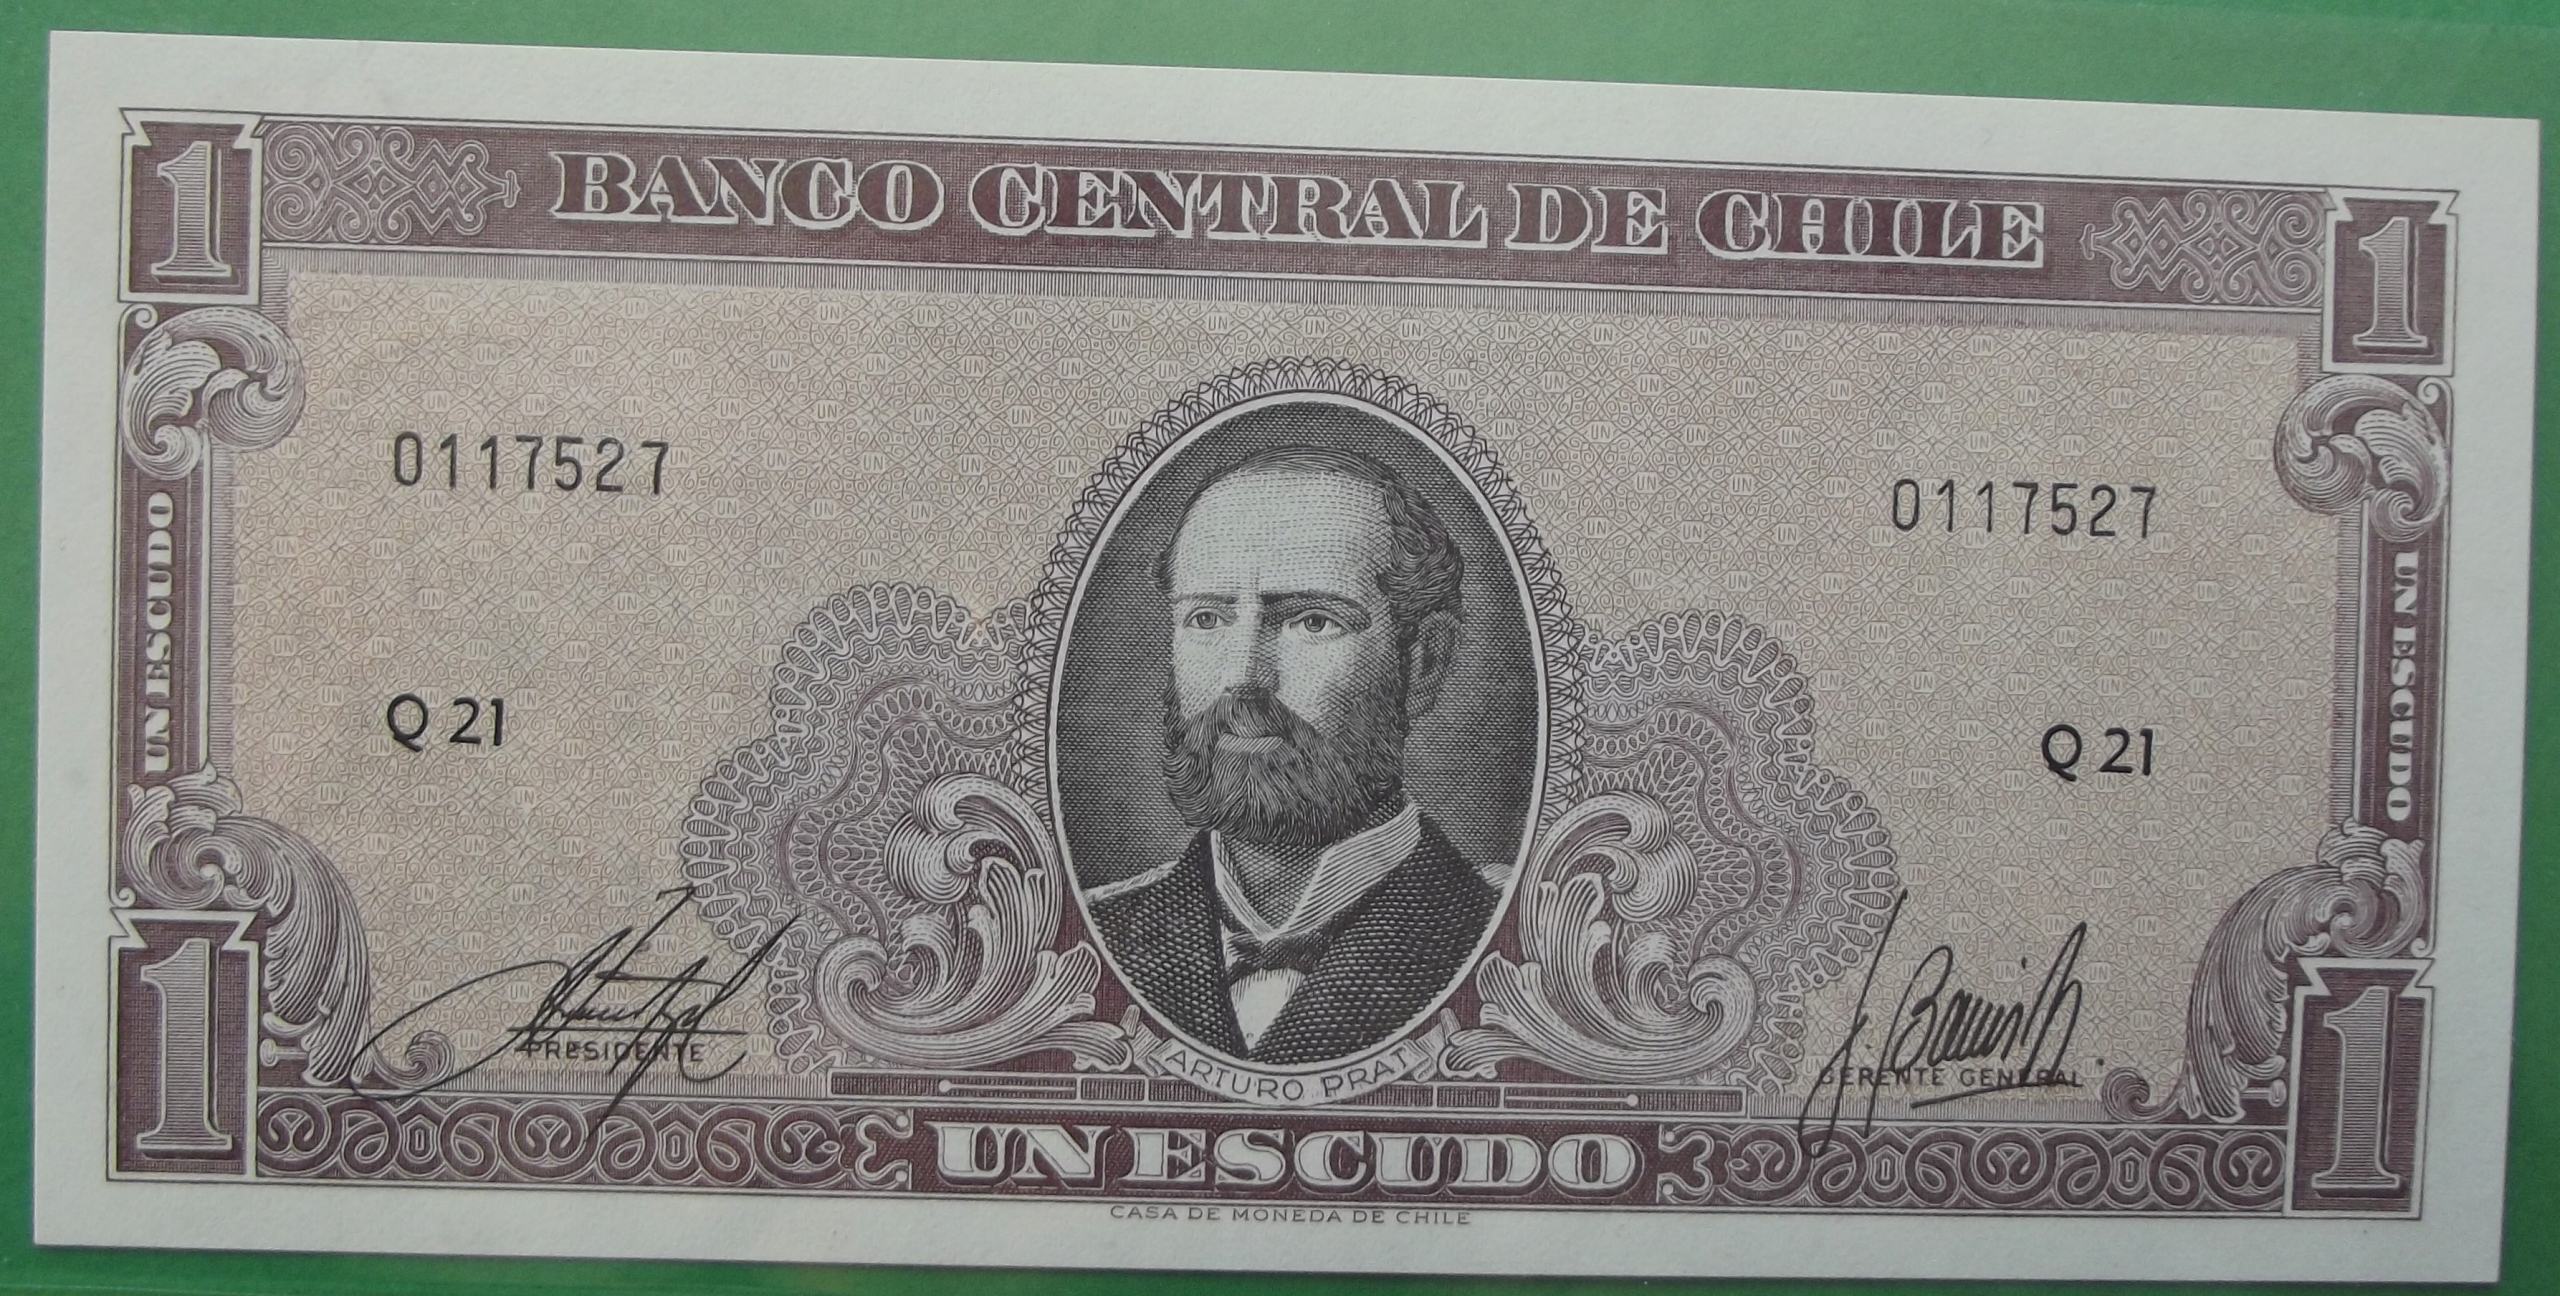 1 BANCO CENTRAL DE CHILE 1
0117527
0117527
UN ESCUDO
UN ESCUDO
Q 21
Q 21
PRESIDENTE
GERENTE GENERAL
ARTURO PRAT
1 UN ESCUDO 1
CASA DE MONEDA DE CHILE